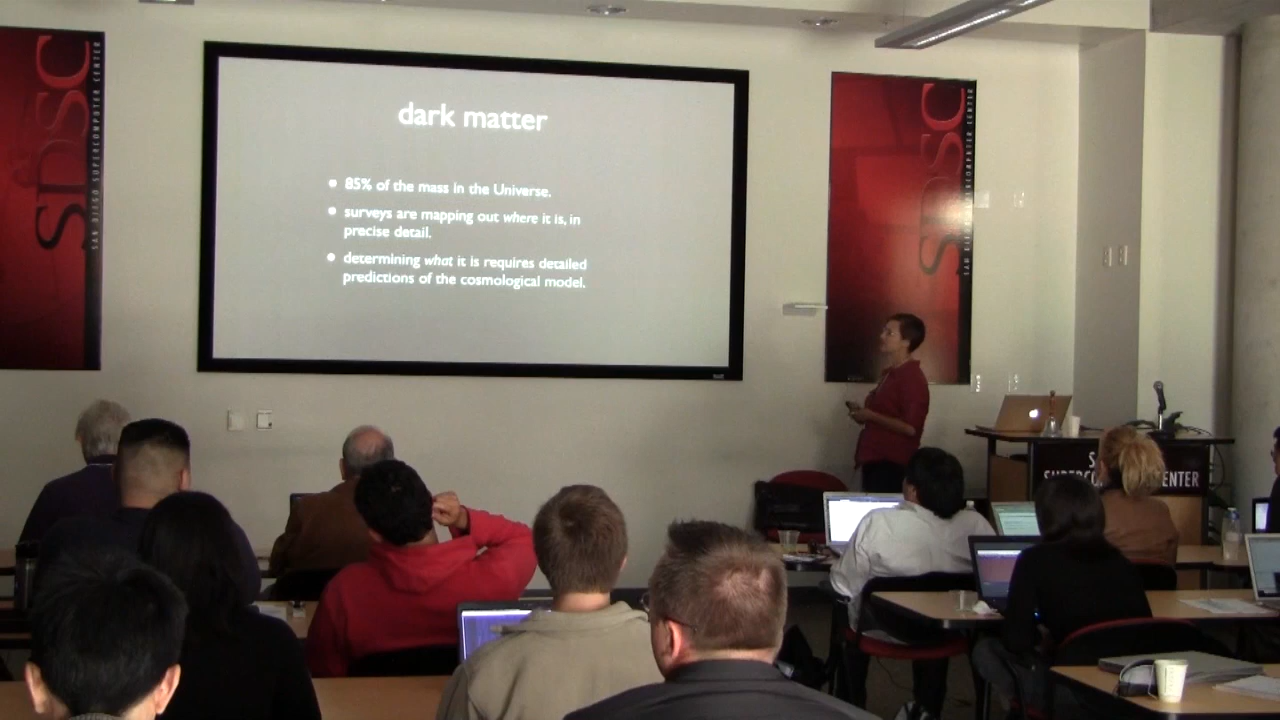 SDSC
SAN DIEGO SUPERCOMPUTER CENTER
dark matter
• 85% of the mass in the Universe.
• surveys are mapping out where it is, in
precise detail.
• determining what it is requires detailed
predictions of the cosmological model.
SDSC
SAN DIEGO SUPERCOMPUTER CENTER
CENTER